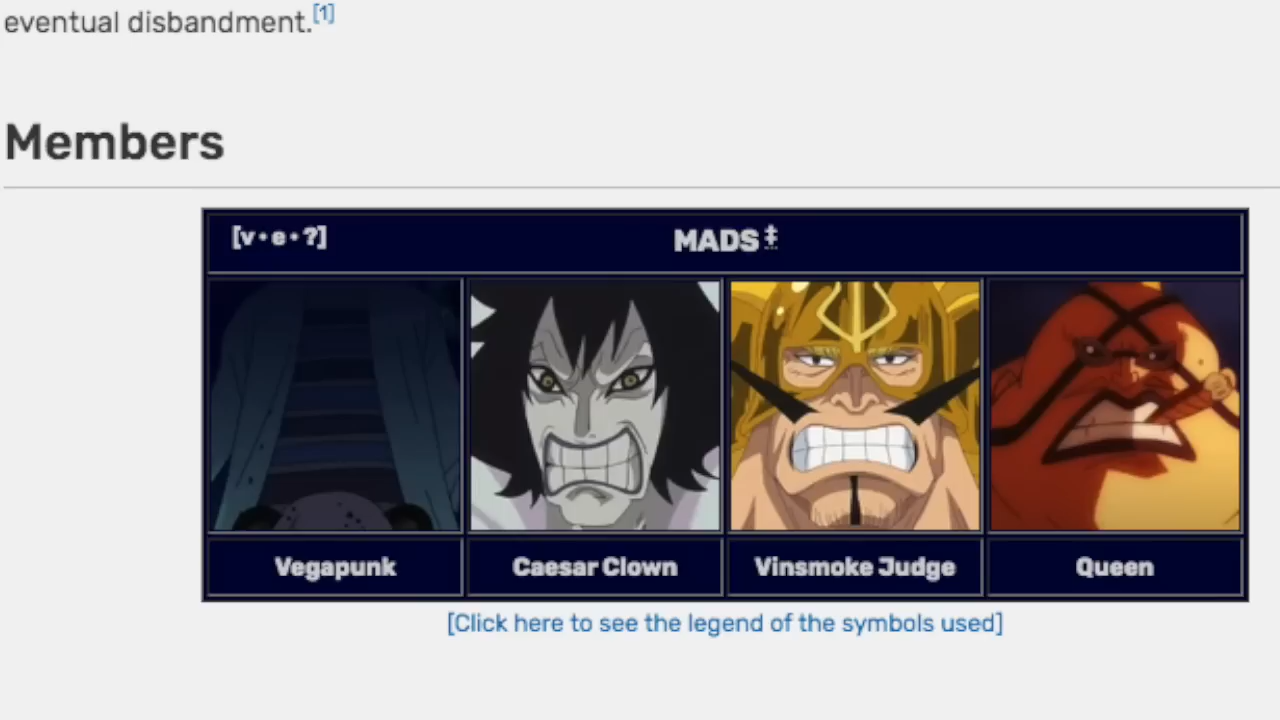 eventual disbandment.[1]
Members
[v • e • ?]
MADS ‡
Vegapunk
Caesar Clown
Vinsmoke Judge
Queen
[Click here to see the legend of the symbols used]